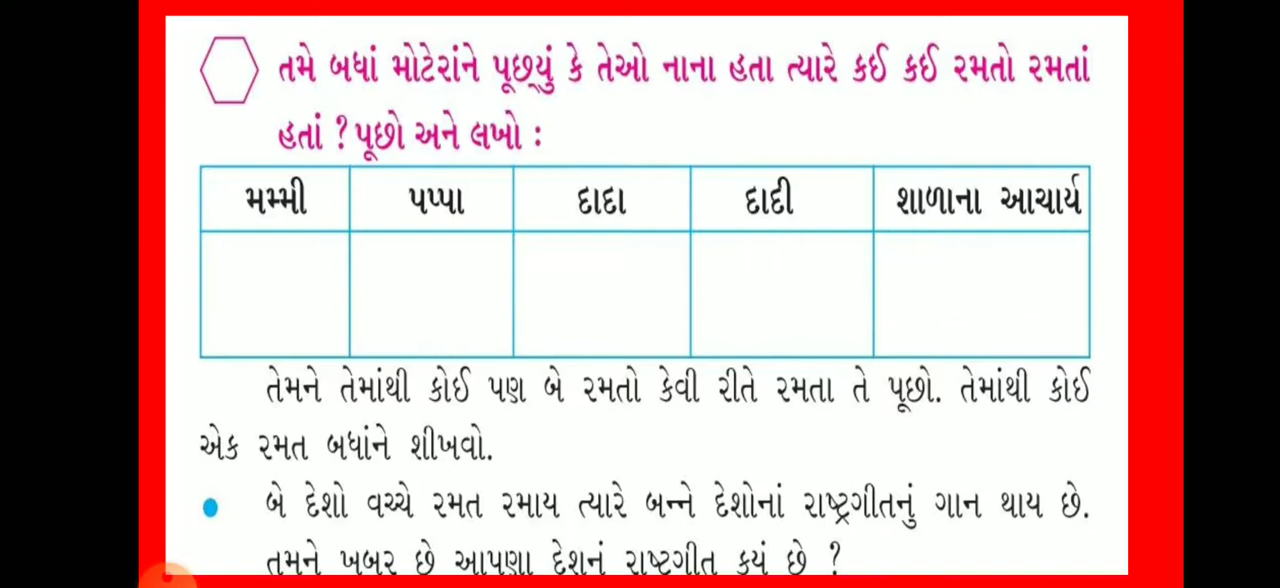 તમે બધાં મોટેરાંને પૂછ્યું કે તેઓ નાના હતા ત્યારે કઈ કઈ રમતો રમતાં
હતાં ? પૂછો અને લખો :
મમ્મી પપ્પા દાદા દાદી શાળાના આચાર્ય
તેમને તેમાંથી કોઈ પણ બે રમતો કેવી રીતે રમતા તે પૂછો. તેમાંથી કોઈ
એક રમત બધાંને શીખવો.
• બે દેશો વચ્ચે રમત રમાય ત્યારે બન્ને દેશોનાં રાષ્ટ્રગીતનું ગાન થાય છે.
તમને ખબર છે આપણા દેશનું રાષ્ટ્રગીત કયું છે ?